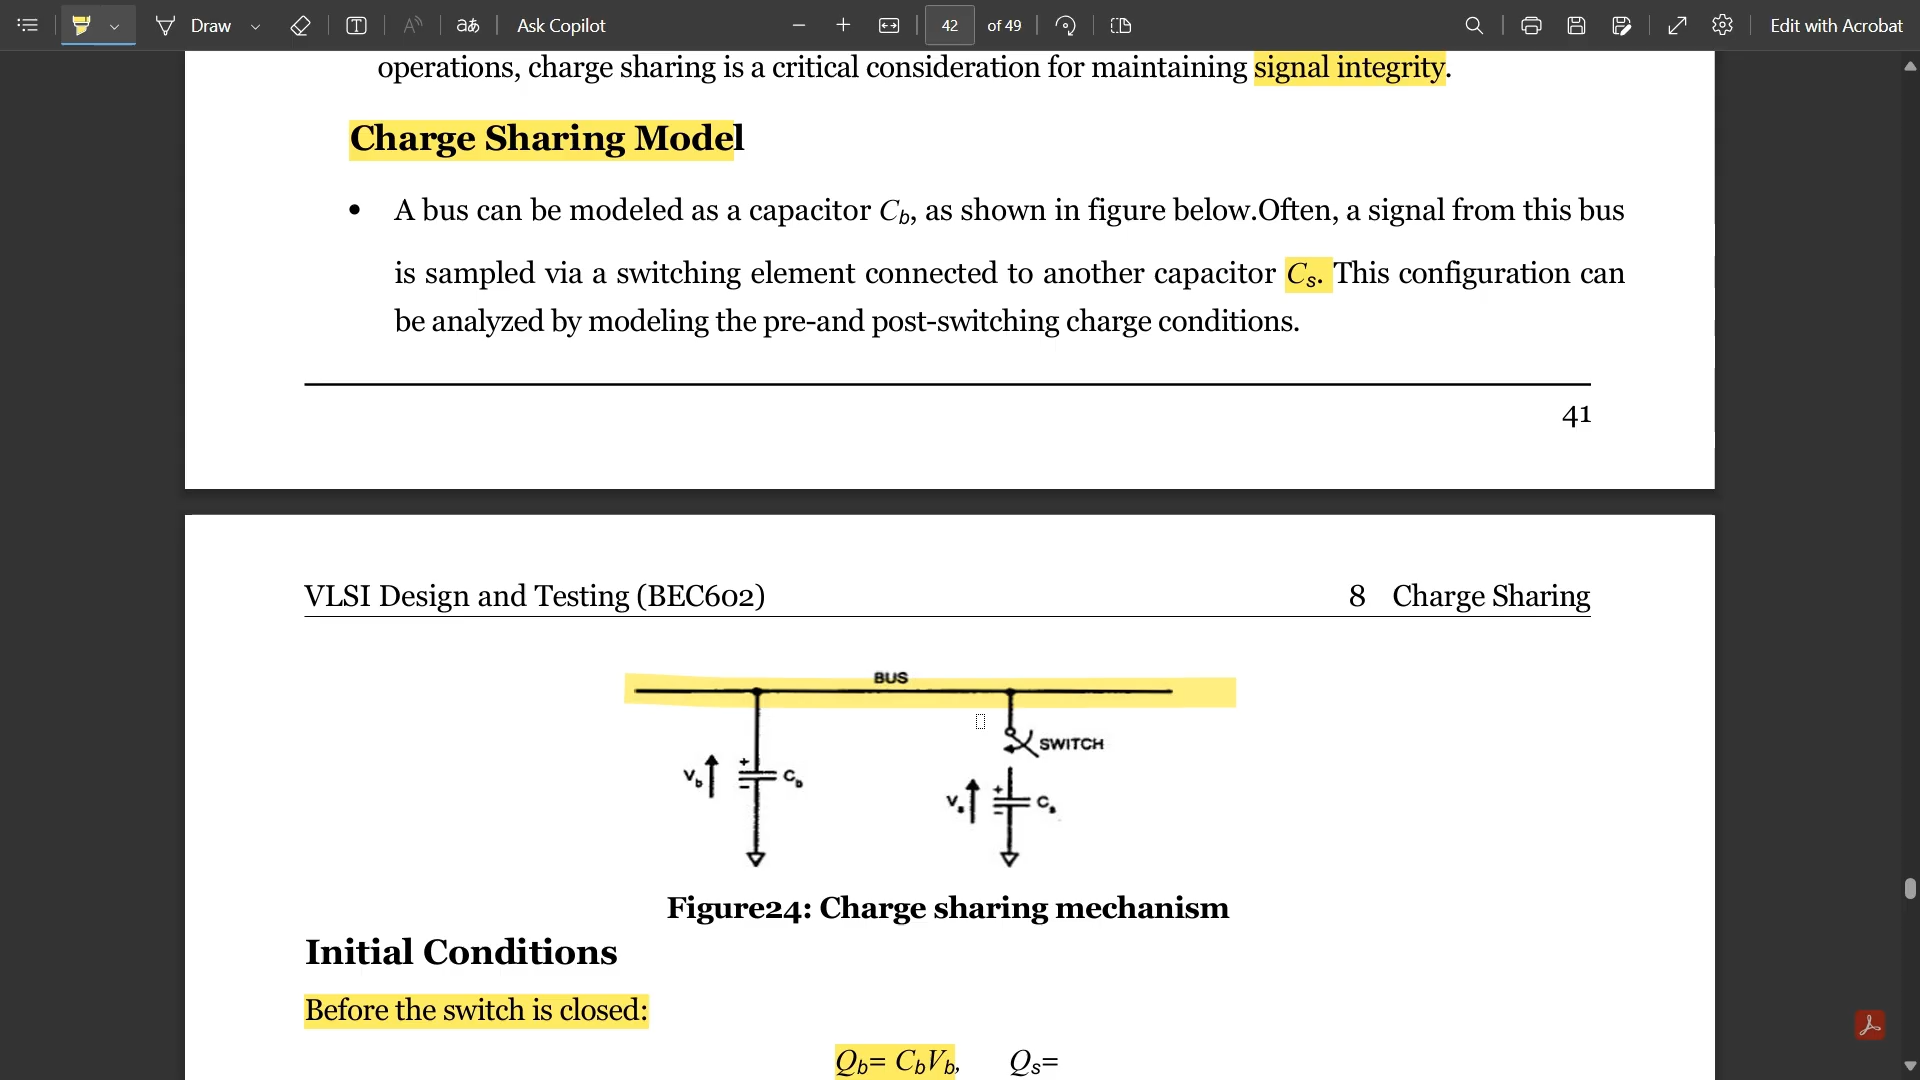 Draw
Ask Copilot
42 of 49
Edit with Acrobat
operations, charge sharing is a critical consideration for maintaining signal integrity.
Charge Sharing Model
• A bus can be modeled as a capacitor Cb, as shown in figure below.Often, a signal from this bus
is sampled via a switching element connected to another capacitor Cs. This configuration can
be analyzed by modeling the pre-and post-switching charge conditions.
41
VLSI Design and Testing (BEC602)
8 Charge Sharing
BUS
SWITCH
Vb + - Cb
Vs + - Cs
Figure24: Charge sharing mechanism
Initial Conditions
Before the switch is closed:
Qb= CbVb, Qs=